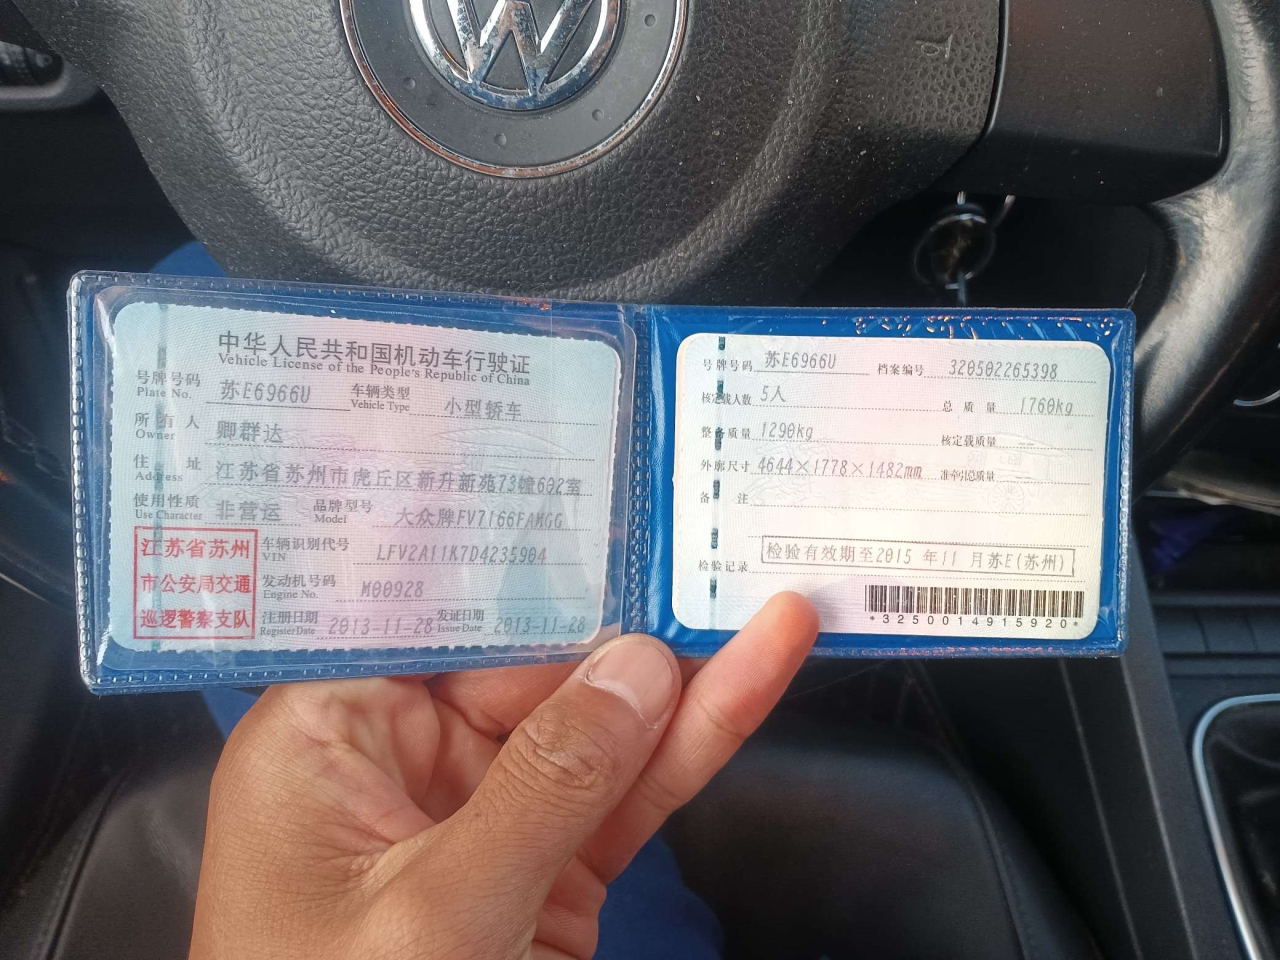 中华人民共和国机动车行驶证
Vehicle License of the People's Republic of China
号牌号码 Plate No. 苏E6966U 车辆类型 Vehicle Type 小型轿车
所有人 Owner 卿群达
住址 Address 江苏省苏州市虎丘区新升新苑73幢602室
使用性质 Use Character 非营运 品牌型号 Model 大众牌FV7166FAMGG
车辆识别代号 VIN LFV2A11K7D4235904
发动机号码 Engine No. M00928
注册日期 Register Date 2013-11-28 发证日期 Issue Date 2013-11-28
江苏省苏州
市公安局交通
巡逻警察支队
号牌号码 苏E6966U 档案编号 320502265398
核定载人数 5人 总质量 1760kg
整备质量 1290kg 核定载质量
外廓尺寸 4644×1778×1482mm 准牵引总质量
备注
检验记录 检验有效期至2015 年11 月苏E(苏州)
*3250014915920*